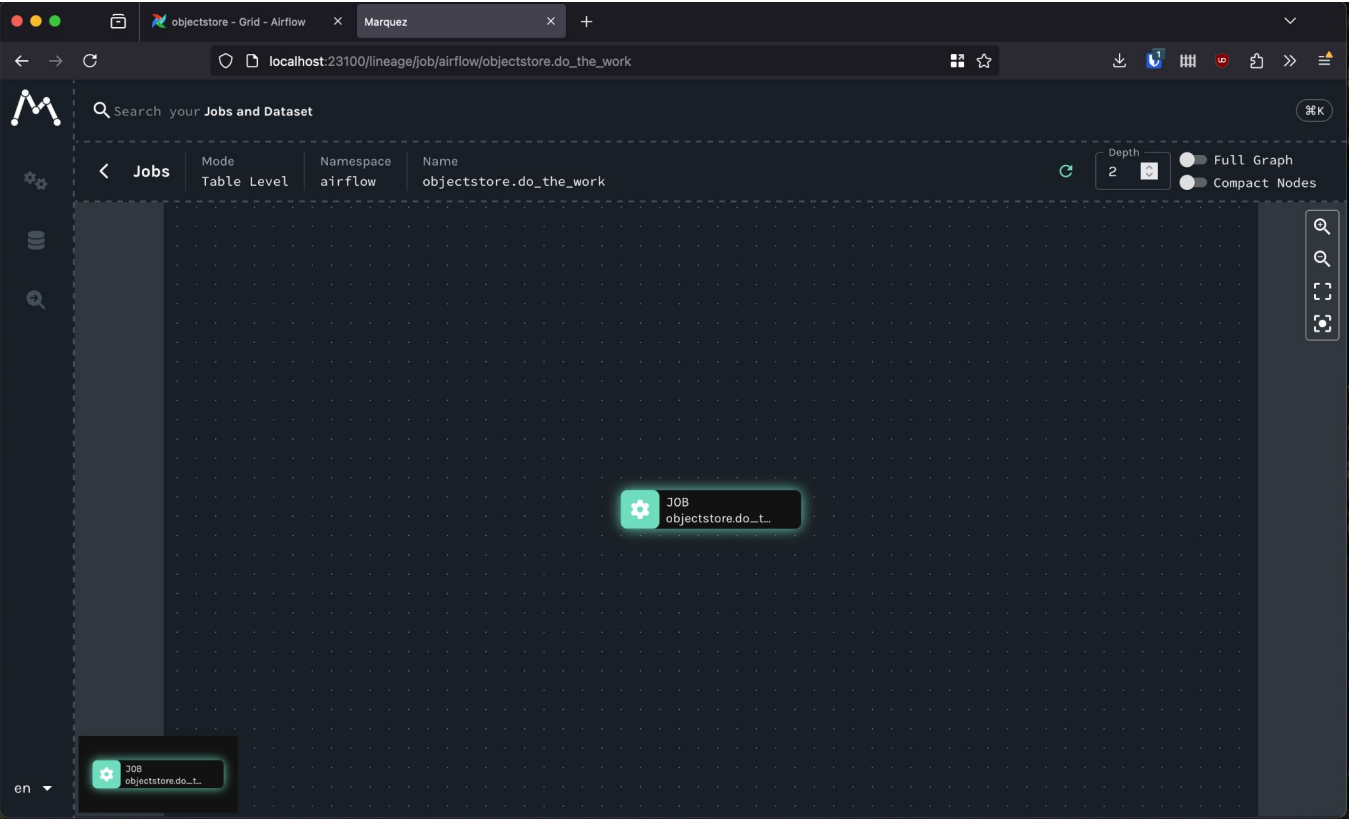 objectstore - Grid - Airflow
Marquez
localhost:23100/lineage/job/airflow/objectstore.do_the_work
1
Search your Jobs and Dataset
⌘K
Jobs
Mode
Table Level
Namespace
airflow
Name
objectstore.do_the_work
Depth
2
Full Graph
Compact Nodes
JOB
objectstore.do_t...
JOB
objectstore.do_t...
en